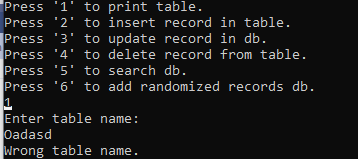 Press '1' to print table.
Press '2' to insert record in table.
Press '3' to update record in db.
Press '4' to delete record from table.
Press '5' to search db.
Press '6' to add randomized records db.
1
Enter table name:
Oadasd
Wrong table name.